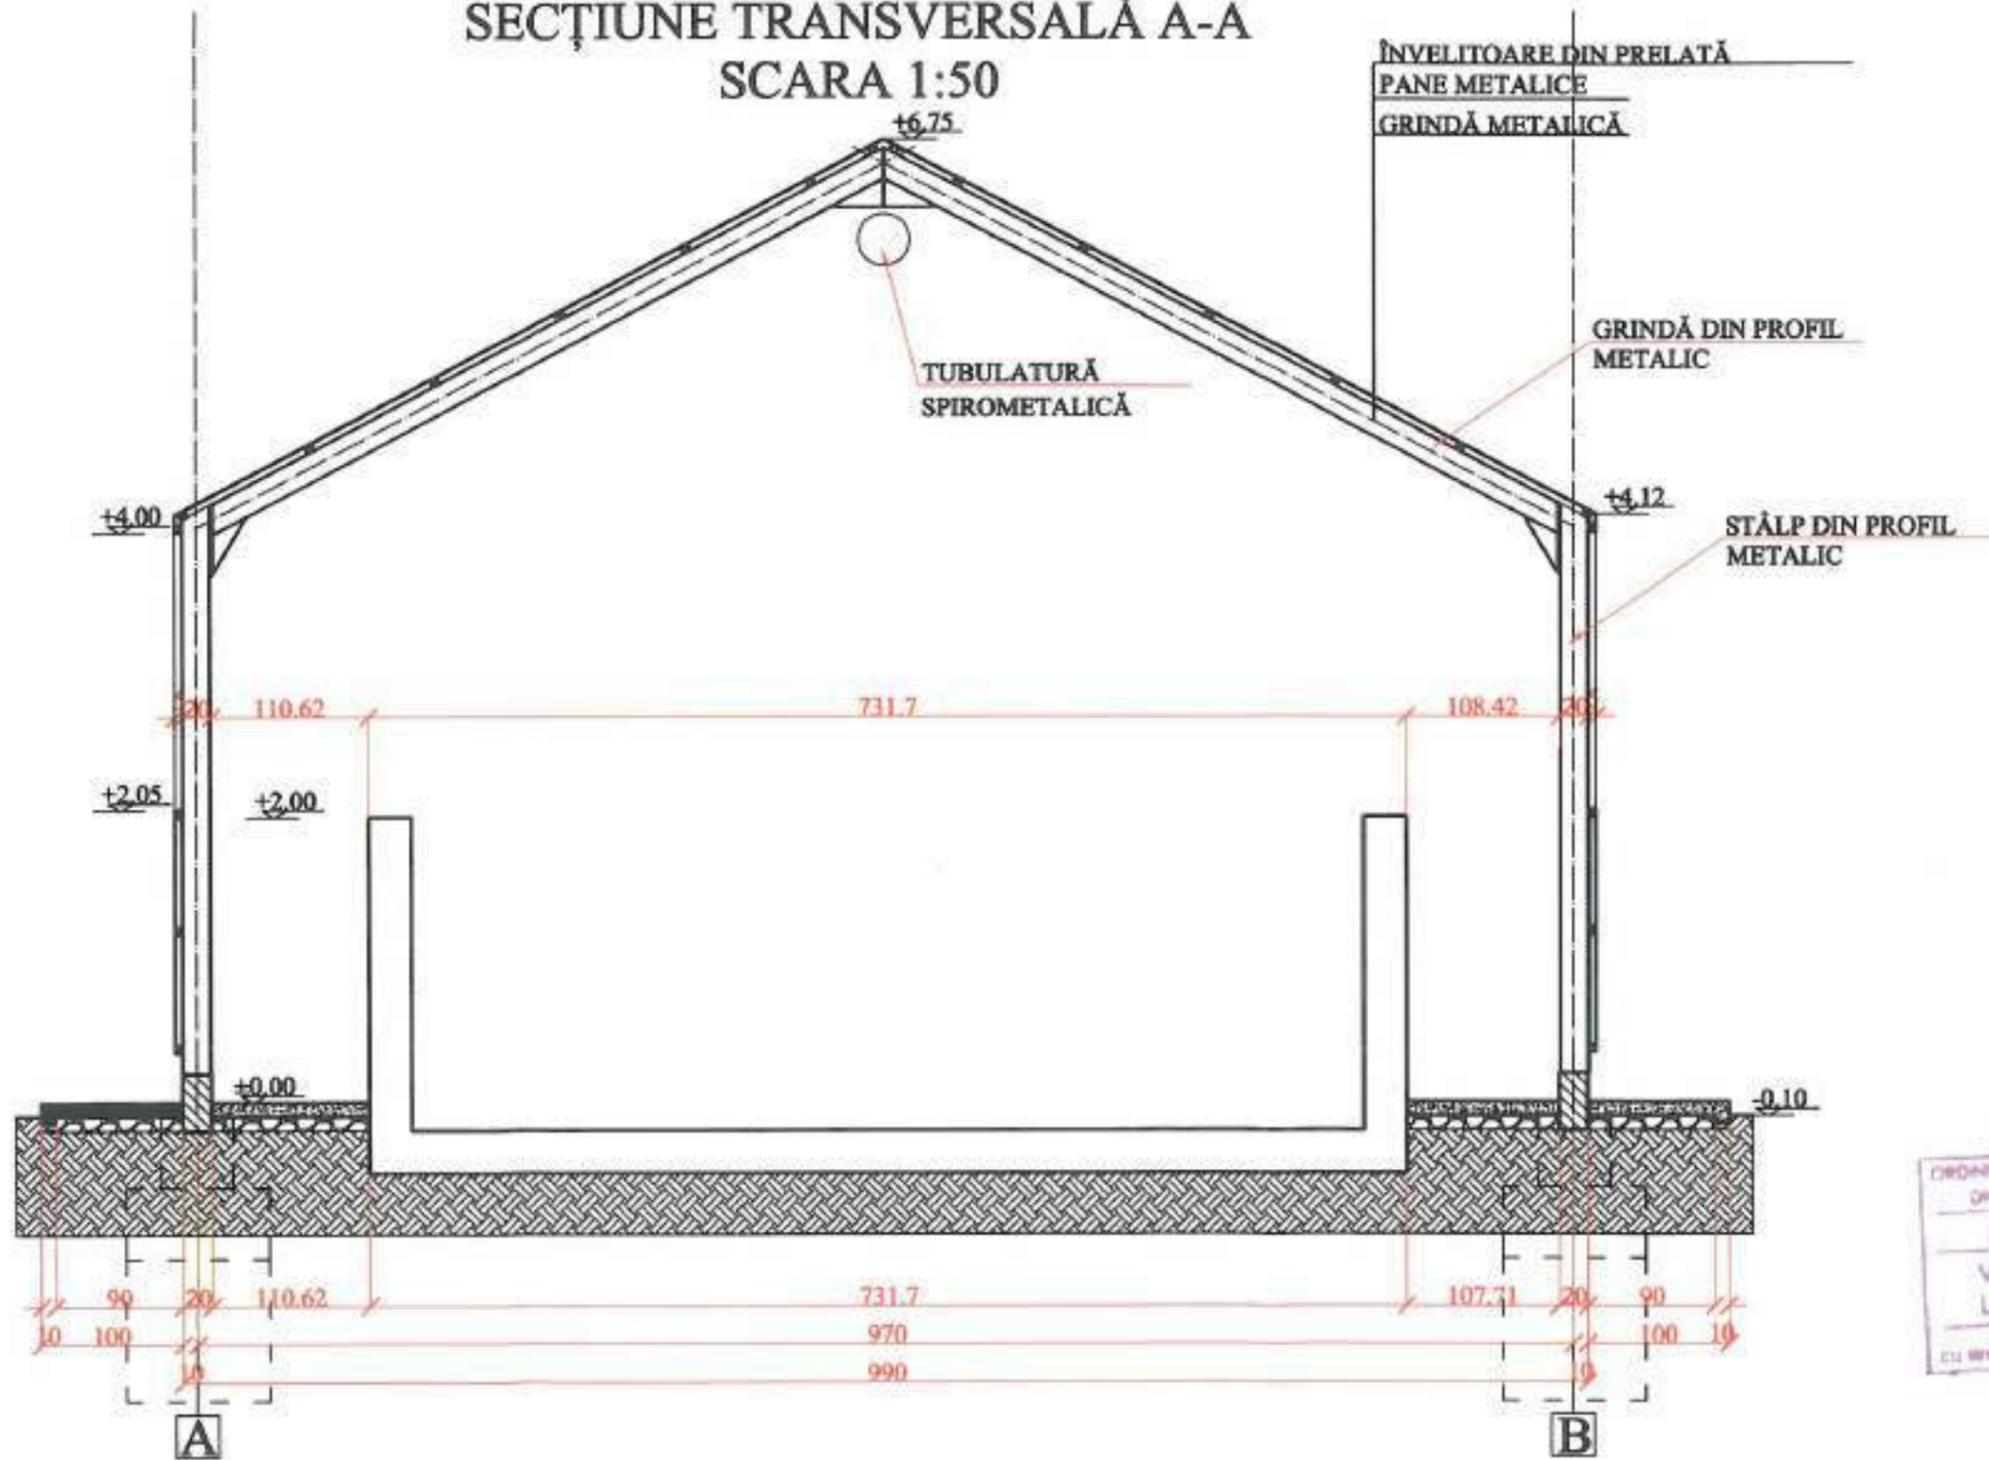 SECȚIUNE TRANSVERSALĂ A-A
SCARA 1:50
ÎNVELITOARE DIN PRELATĂ
PANE METALICE
GRINDĂ METALICĂ
+6.75
GRINDĂ DIN PROFIL
METALIC
TUBULATURĂ
SPIROMETALICĂ
+4.00
+4.12
STÂLP DIN PROFIL
METALIC
20 110.62 731.7 108.42 20
+2.05
+2.00
±0.00
-0.10
90 20 110.62 731.7 107.71 20 90
10 100 970 100 10
10 990 10
A B